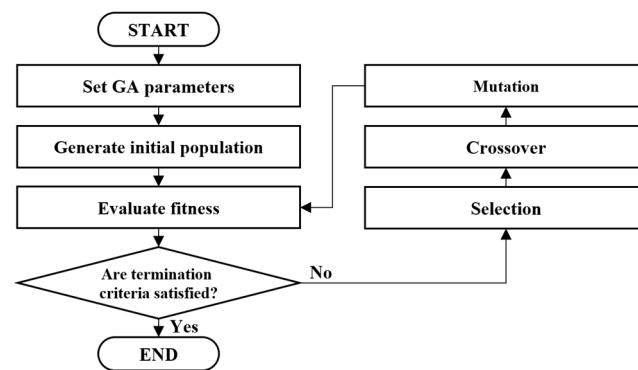 START
Set GA parameters
Generate initial population
Evaluate fitness
Are termination
criteria satisfied?
No
Yes
END
Mutation
Crossover
Selection